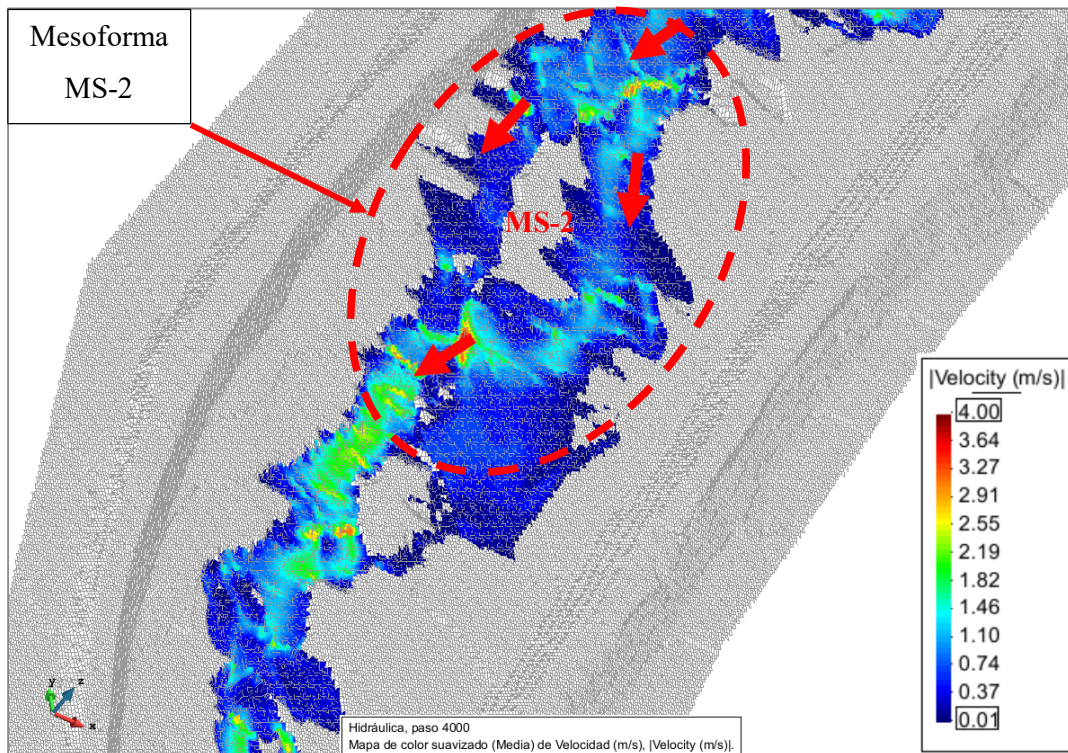 Mesoforma
MS-2
MS-2
|Velocity (m/s)|
4.00
3.64
3.27
2.91
2.55
2.19
1.82
1.46
1.10
0.74
0.37
0.01
y
z
x
Hidráulica, paso 4000
Mapa de color suavizado (Media) de Velocidad (m/s), |Velocity (m/s)|.